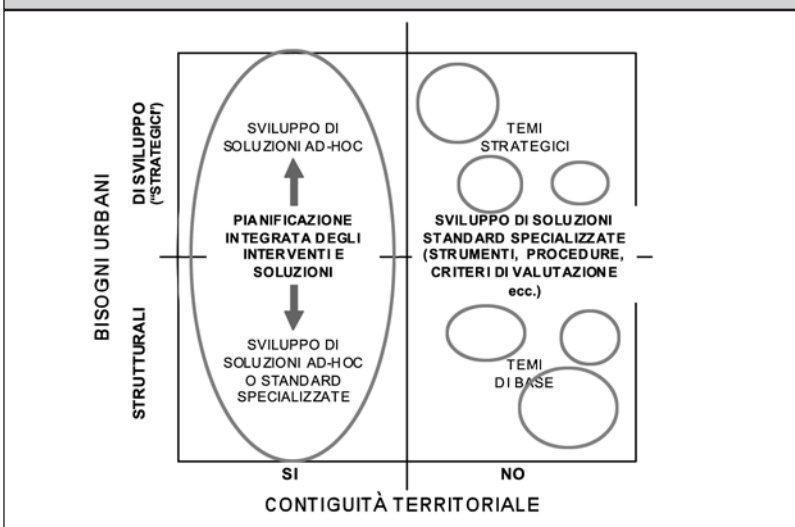 BISOGNI URBANI
DI SVILUPPO
("STRATEGICI")
STRUTTURALI
SVILUPPO DI
SOLUZIONI AD-HOC
PIANIFICAZIONE
INTEGRATA DEGLI
INTERVENTI E
SOLUZIONI
SVILUPPO DI
SOLUZIONI AD-HOC
O STANDARD
SPECIALIZZATE
TEMI
STRATEGICI
SVILUPPO DI SOLUZIONI
STANDARD SPECIALIZZATE
(STRUMENTI, PROCEDURE,
CRITERI DI VALUTAZIONE
ecc.)
TEMI
DI BASE
SI
NO
CONTIGUITÀ TERRITORIALE